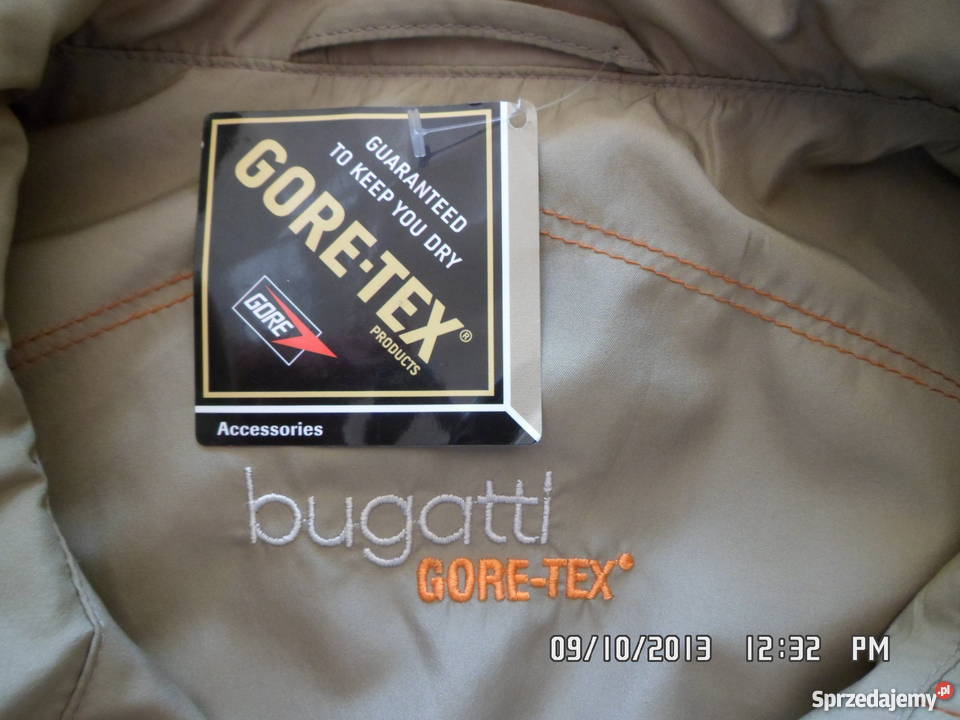 GUARANTEED
TO KEEP YOU DRY
GORE-TEX®
PRODUCTS
GORE
Accessories
bugatti
GORE-TEX
09/10/2013 12:32 PM
Sprzedajemy.pl